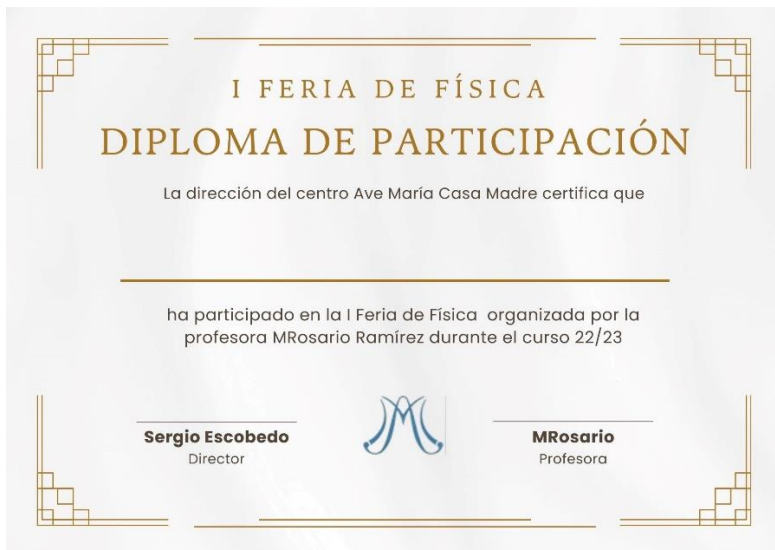 I FERIA DE FÍSICA
DIPLOMA DE PARTICIPACIÓN
La dirección del centro Ave María Casa Madre certifica que
ha participado en la I Feria de Física organizada por la
profesora MRosario Ramírez durante el curso 22/23
Sergio Escobedo
Director
MRosario
Profesora